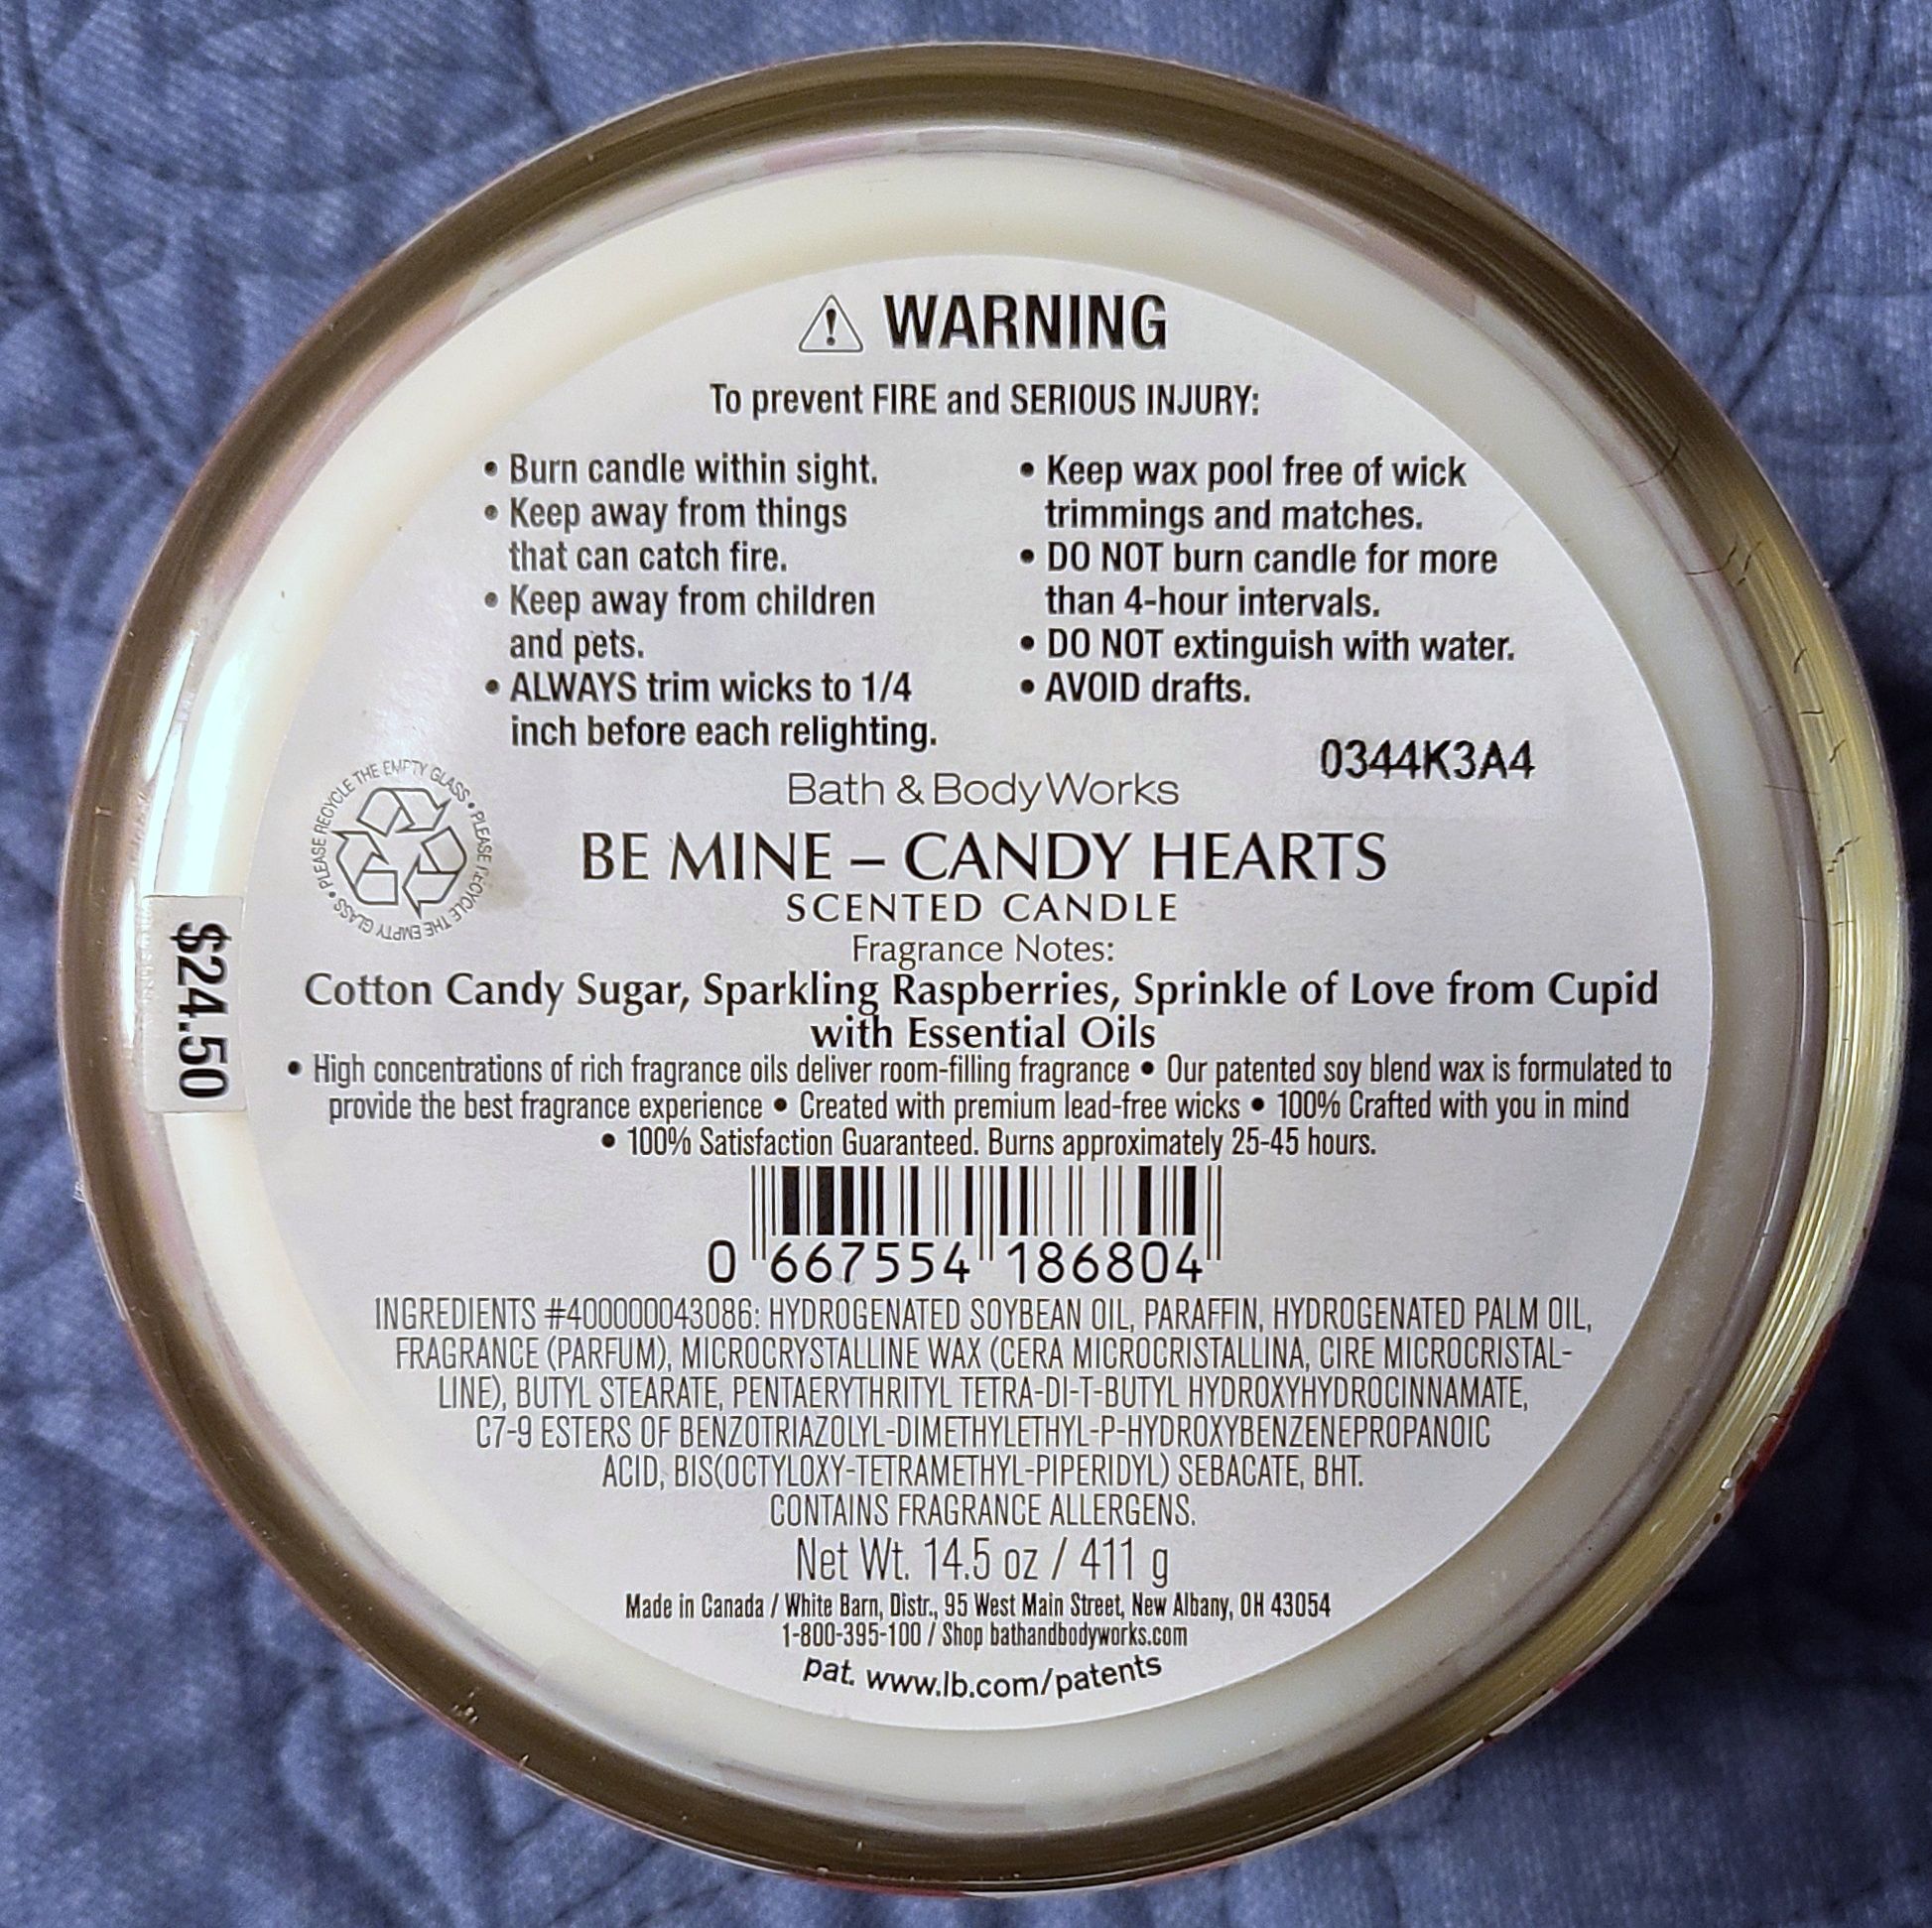 WARNING
To prevent FIRE and SERIOUS INJURY:
• Burn candle within sight.
• Keep away from things
that can catch fire.
• Keep away from children
and pets.
• ALWAYS trim wicks to 1/4
inch before each relighting.
• Keep wax pool free of wick
trimmings and matches.
• DO NOT burn candle for more
than 4-hour intervals.
• DO NOT extinguish with water.
• AVOID drafts.
0344K3A4
PLEASE RECYCLE THE EMPTY GLASS • PLEASE RECYCLE THE EMPTY GLASS •
Bath & Body Works
BE MINE – CANDY HEARTS
SCENTED CANDLE
Fragrance Notes:
Cotton Candy Sugar, Sparkling Raspberries, Sprinkle of Love from Cupid
with Essential Oils
$24.50
• High concentrations of rich fragrance oils deliver room-filling fragrance • Our patented soy blend wax is formulated to
provide the best fragrance experience • Created with premium lead-free wicks • 100% Crafted with you in mind
• 100% Satisfaction Guaranteed. Burns approximately 25-45 hours.
0 667554 186804
INGREDIENTS #400000043086: HYDROGENATED SOYBEAN OIL, PARAFFIN, HYDROGENATED PALM OIL,
FRAGRANCE (PARFUM), MICROCRYSTALLINE WAX (CERA MICROCRISTALLINA, CIRE MICROCRISTAL-
LINE), BUTYL STEARATE, PENTAERYTHRITYL TETRA-DI-T-BUTYL HYDROXYHYDROCINNAMATE,
C7-9 ESTERS OF BENZOTRIAZOLYL-DIMETHYLETHYL-P-HYDROXYBENZENEPROPANOIC
ACID, BIS(OCTYLOXY-TETRAMETHYL-PIPERIDYL) SEBACATE, BHT.
CONTAINS FRAGRANCE ALLERGENS.
Net Wt. 14.5 oz / 411 g
Made in Canada / White Barn, Distr., 95 West Main Street, New Albany, OH 43054
1-800-395-100 / Shop bathandbodyworks.com
pat. www.lb.com/patents